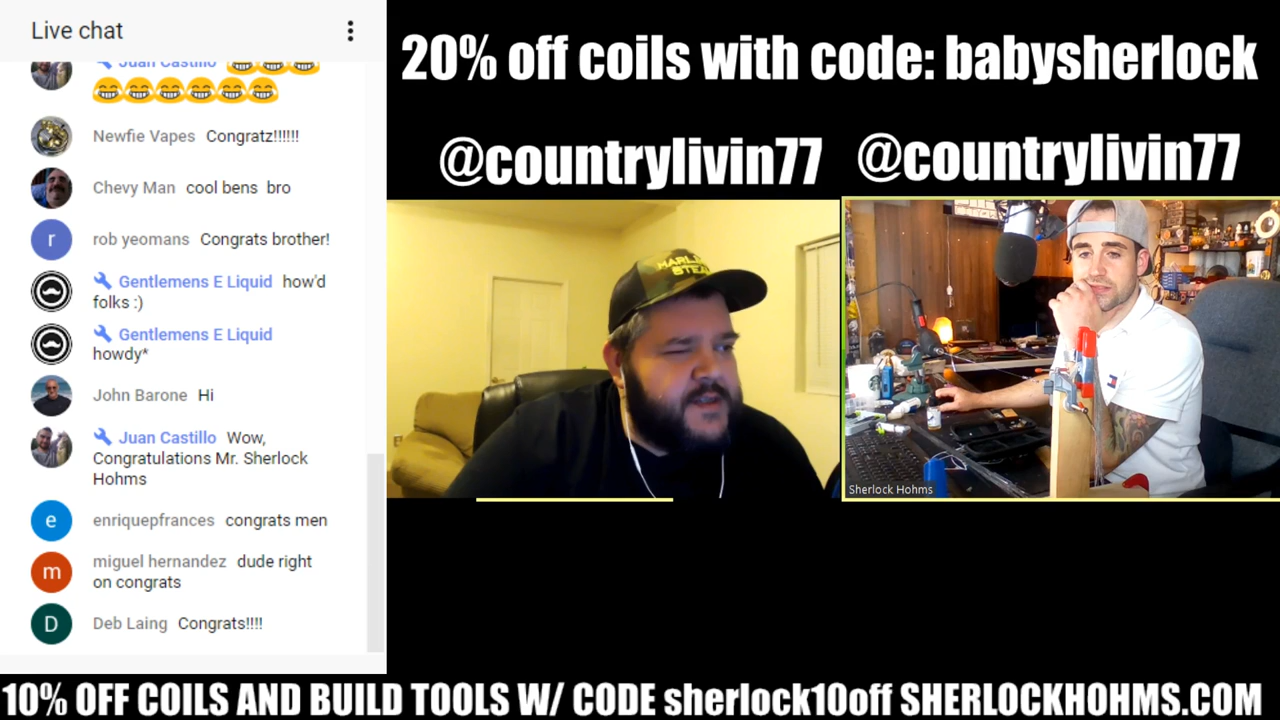 Live chat
Juan Castillo 😂😂😂
😂😂😂😂😂😂
Newfie Vapes Congratz!!!!!!
Chevy Man cool bens bro
r
rob yeomans Congrats brother!
Gentlemens E Liquid how'd
folks :)
Gentlemens E Liquid
howdy*
John Barone Hi
Juan Castillo Wow,
Congratulations Mr. Sherlock
Hohms
e
enriquepfrances congrats men
m
miguel hernandez dude right
on congrats
D
Deb Laing Congrats!!!!
20% off coils with code: babysherlock
@countrylivin77 @countrylivin77
Sherlock Hohms
10% OFF COILS AND BUILD TOOLS W/ CODE sherlock10off SHERLOCKHOHMS.COM